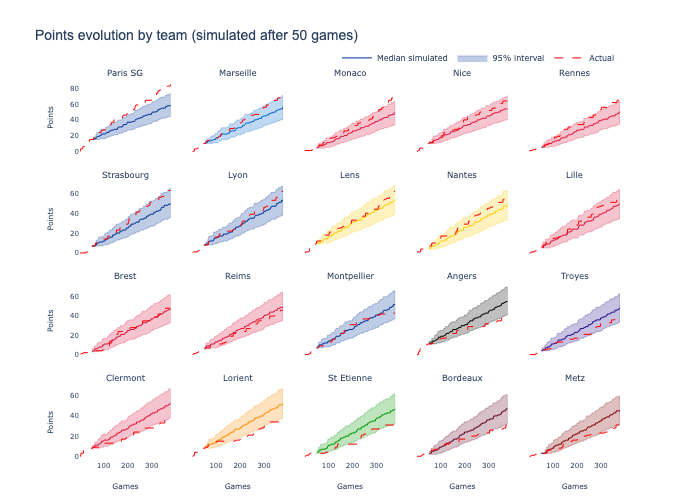 Points evolution by team (simulated after 50 games)
Median simulated 95% interval Actual
Paris SG Marseille Monaco Nice Rennes
Points
80
60
40
20
0
Strasbourg Lyon Lens Nantes Lille
Points
60
40
20
0
Brest Reims Montpellier Angers Troyes
Points
60
40
20
0
Clermont Lorient St Etienne Bordeaux Metz
Points
60
40
20
0
100 200 300 100 200 300 100 200 300 100 200 300 100 200 300
Games Games Games Games Games